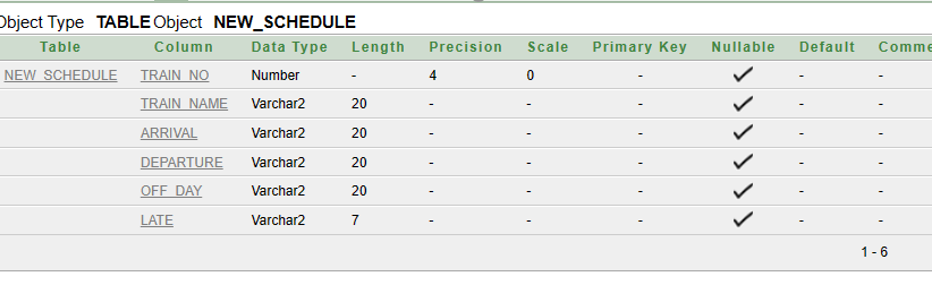 Object Type TABLE Object NEW_SCHEDULE
Table Column Data Type Length Precision Scale Primary Key Nullable Default Comme
NEW_SCHEDULE TRAIN_NO Number - 4 0 - - -
TRAIN_NAME Varchar2 20 - - - - -
ARRIVAL Varchar2 20 - - - - -
DEPARTURE Varchar2 20 - - - - -
OFF_DAY Varchar2 20 - - - - -
LATE Varchar2 7 - - - - -
1 - 6